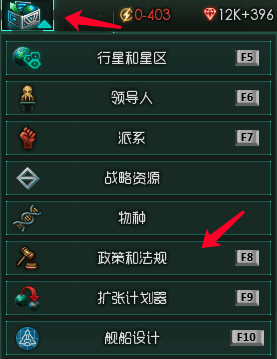 0-403 12K+396
行星和星区 F5
领导人 F6
派系 F7
战略资源
物种
政策和法规 F8
扩张计划器 F9
舰船设计 F10